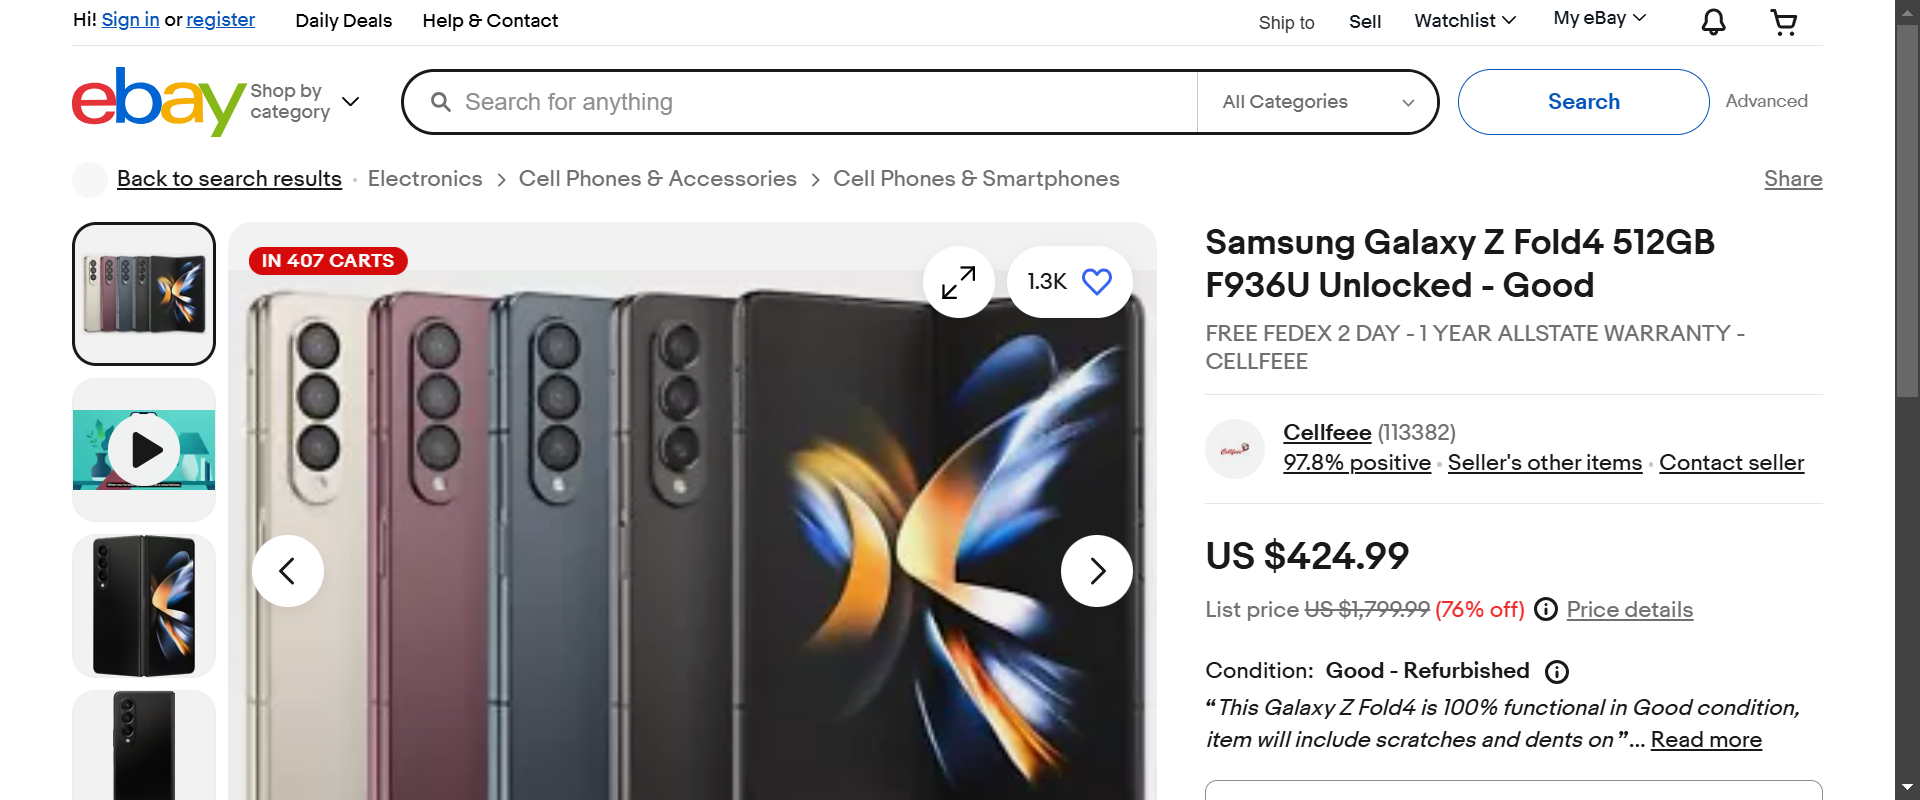 Hi! Sign in or register
Daily Deals
Help & Contact
Ship to
Sell
Watchlist
My eBay
ebay
Shop by
category
Search for anything
All Categories
Search
Advanced
Back to search results
Electronics
Cell Phones & Accessories
Cell Phones & Smartphones
Share
IN 407 CARTS
1.3K
Samsung Galaxy Z Fold4 512GB
F936U Unlocked - Good
FREE FEDEX 2 DAY - 1 YEAR ALLSTATE WARRANTY -
CELLFEEE
Cellfeee
Cellfeee (113382)
97.8% positive · Seller's other items · Contact seller
US $424.99
List price US $1,799.99 (76% off) Price details
Condition: Good - Refurbished
“This Galaxy Z Fold4 is 100% functional in Good condition,
item will include scratches and dents on ”... Read more